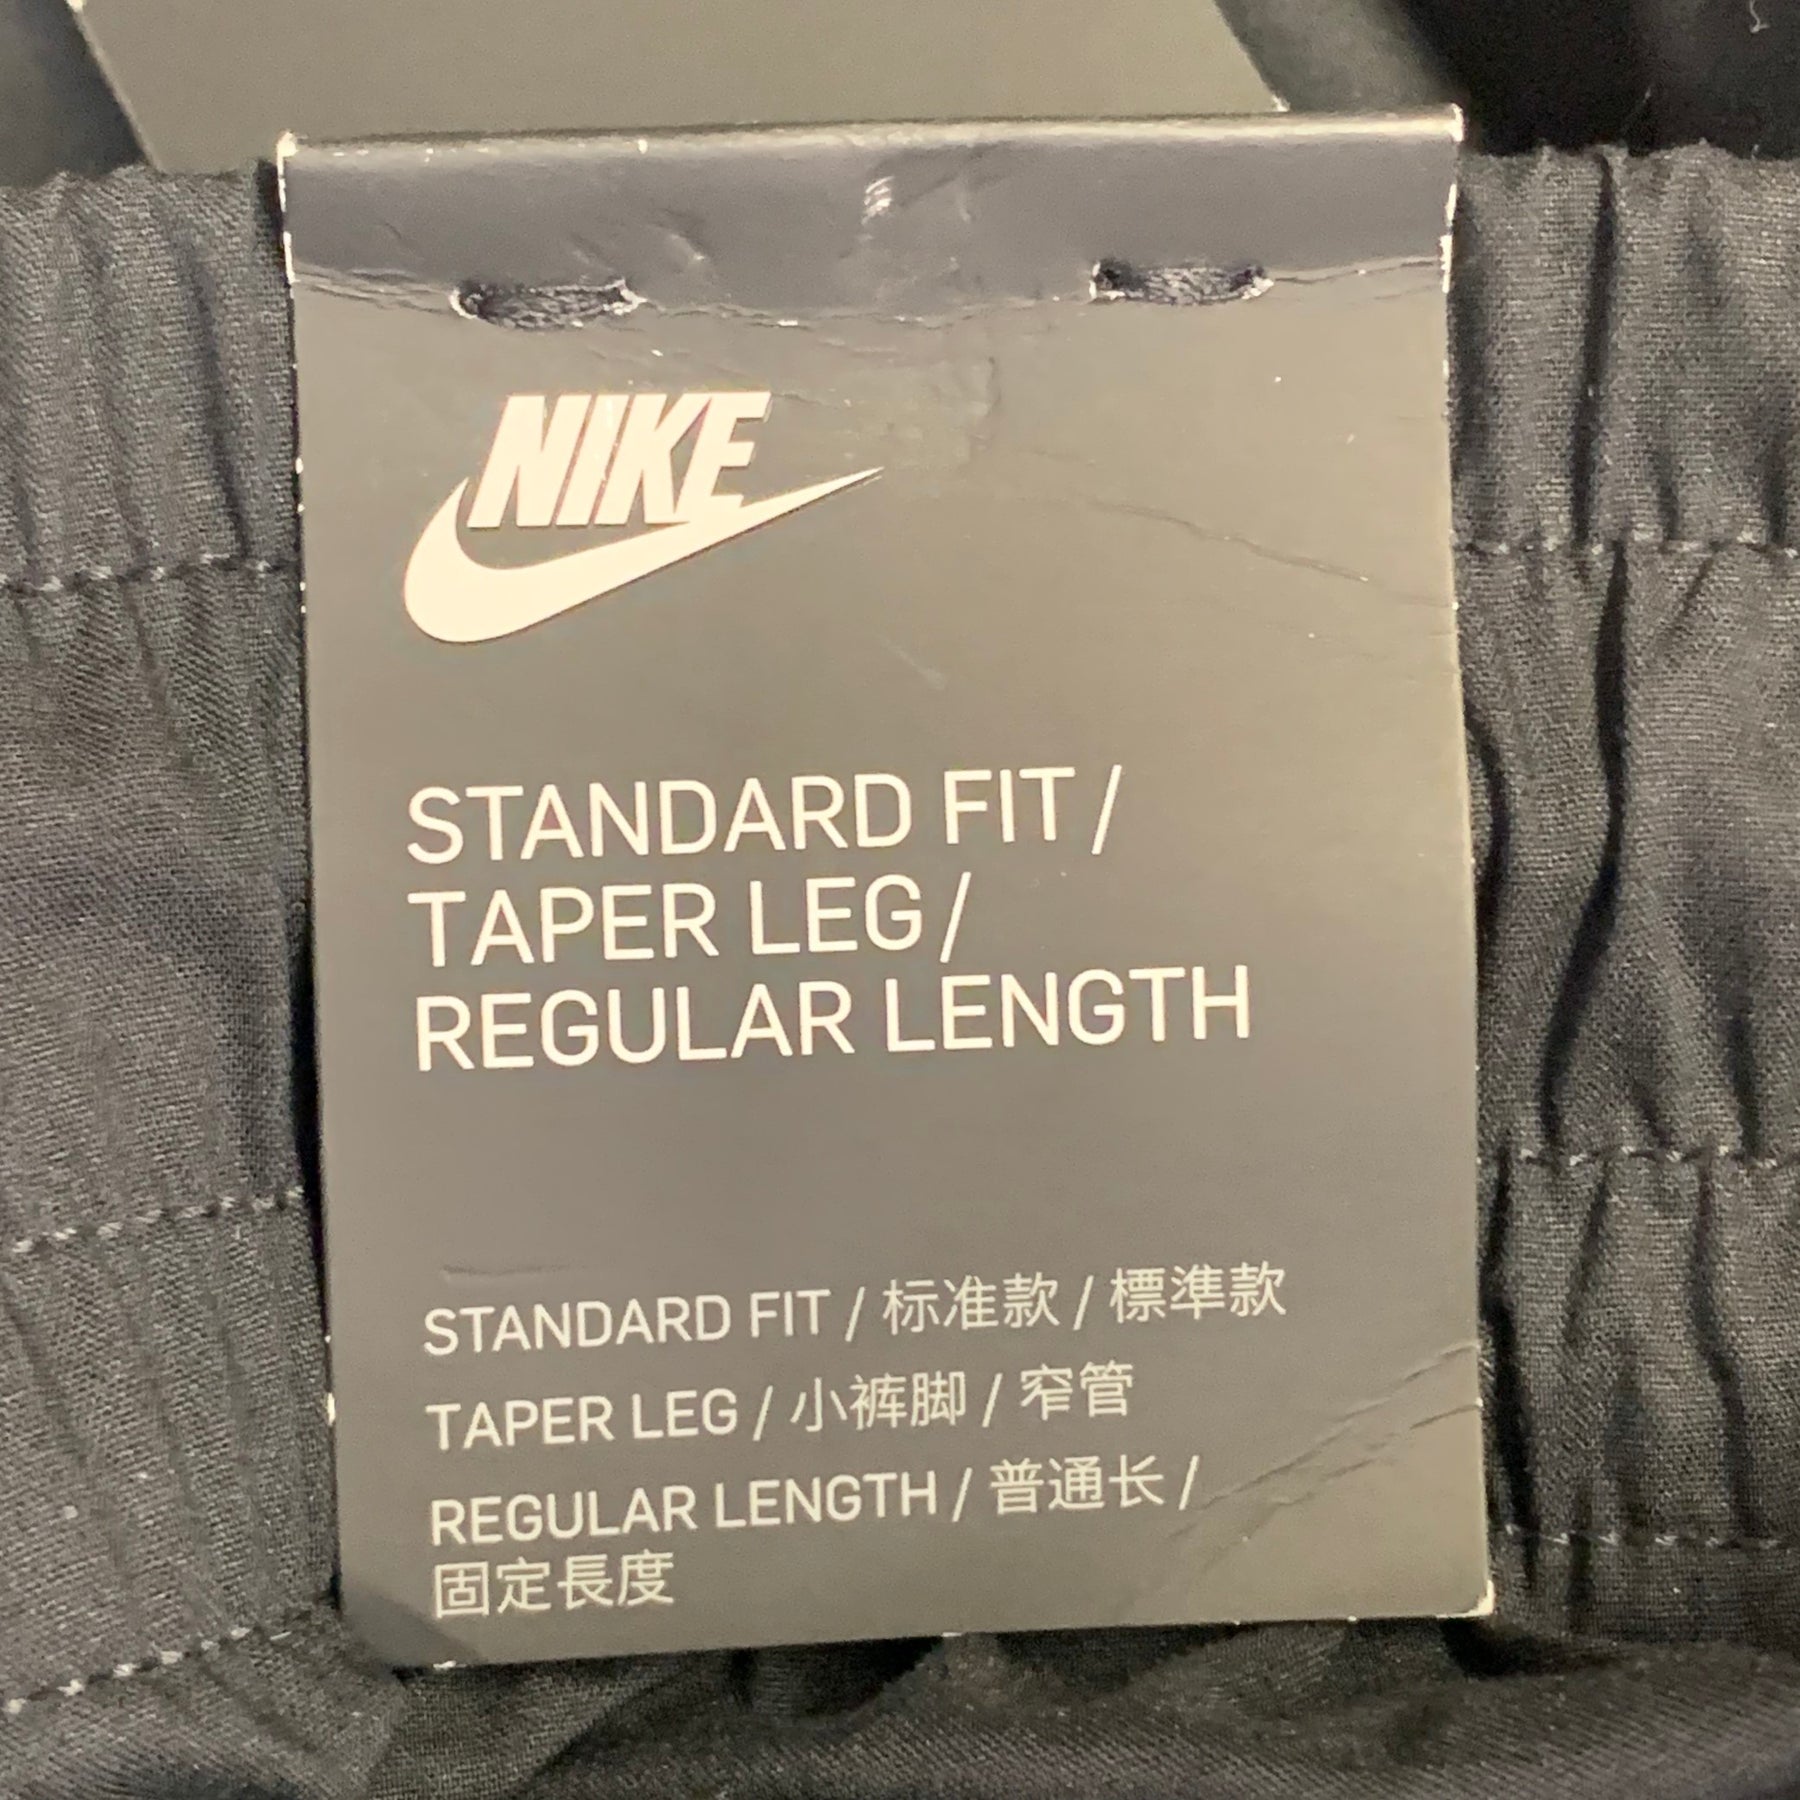 NIKE
STANDARD FIT /
TAPER LEG /
REGULAR LENGTH
STANDARD FIT / 标准款 / 標準款
TAPER LEG / 小裤脚 / 窄管
REGULAR LENGTH / 普通长 /
固定長度